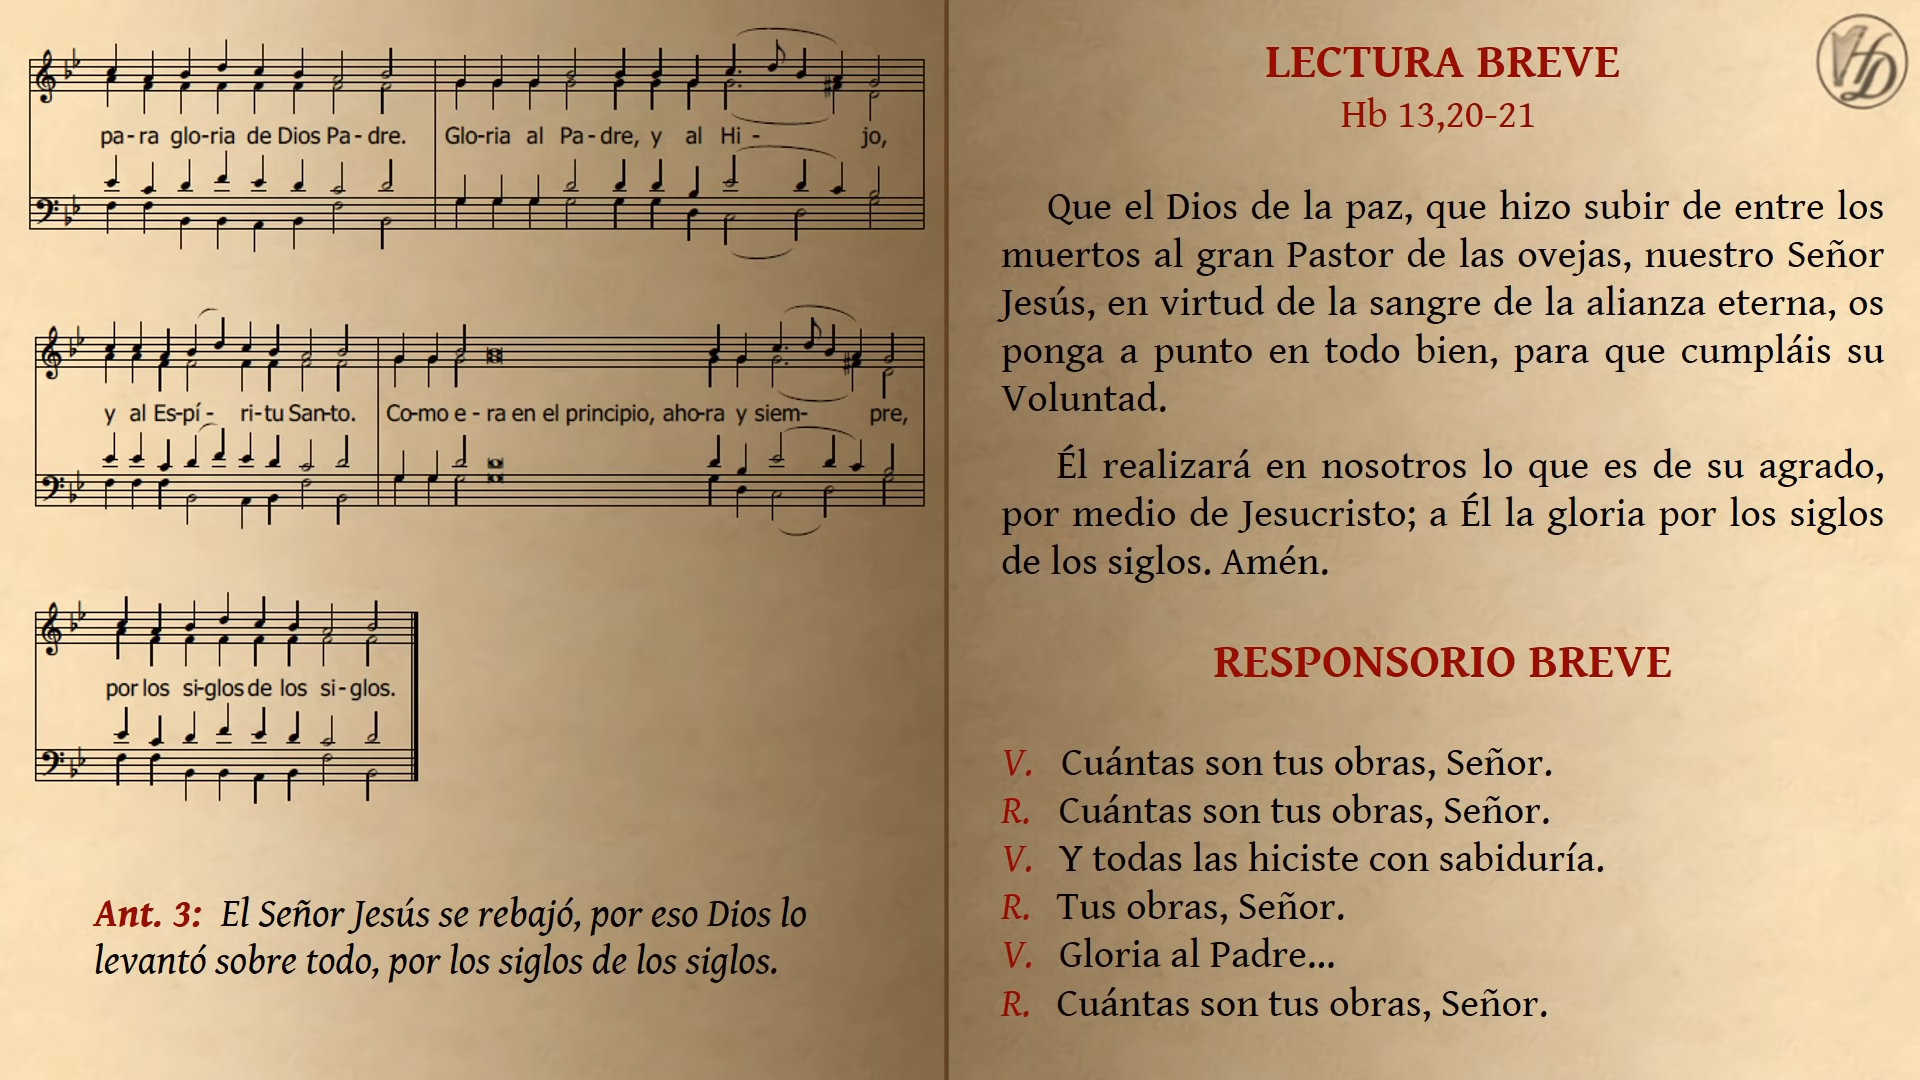 pa-ra glo-ria de Dios Pa-dre. Glo-ria al Pa-dre, y al Hi - jo,
y al Es-pí - ri-tu San-to. Co-mo e - ra en el principio, aho-ra y siem- pre,
por los si-glos de los si-glos.
Ant. 3: El Señor Jesús se rebajó, por eso Dios lo
levantó sobre todo, por los siglos de los siglos.
HD
LECTURA BREVE
Hb 13,20-21
Que el Dios de la paz, que hizo subir de entre los
muertos al gran Pastor de las ovejas, nuestro Señor
Jesús, en virtud de la sangre de la alianza eterna, os
ponga a punto en todo bien, para que cumpláis su
Voluntad.
Él realizará en nosotros lo que es de su agrado,
por medio de Jesucristo; a Él la gloria por los siglos
de los siglos. Amén.
RESPONSORIO BREVE
V. Cuántas son tus obras, Señor.
R. Cuántas son tus obras, Señor.
V. Y todas las hiciste con sabiduría.
R. Tus obras, Señor.
V. Gloria al Padre...
R. Cuántas son tus obras, Señor.